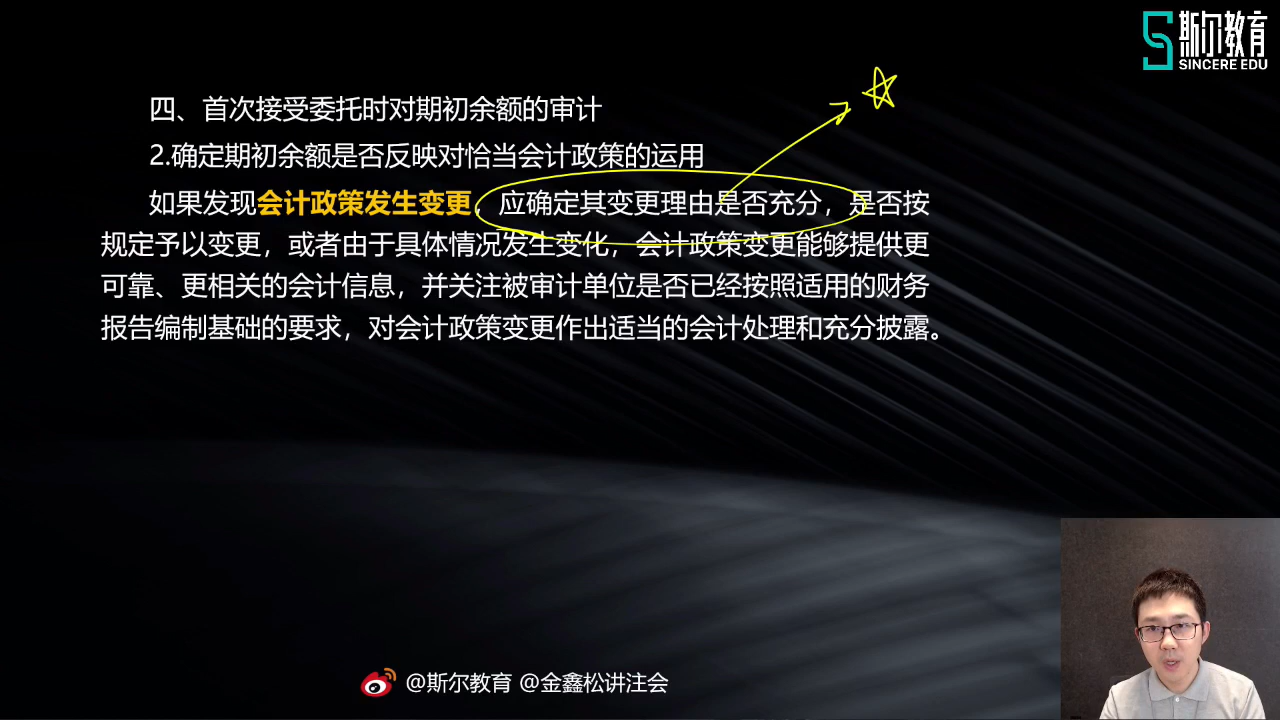 斯尔教育
SINCERE EDU
四、首次接受委托时对期初余额的审计
2.确定期初余额是否反映对恰当会计政策的运用
如果发现会计政策发生变更，应确定其变更理由是否充分，是否按
规定予以变更，或者由于具体情况发生变化，会计政策变更能够提供更
可靠、更相关的会计信息，并关注被审计单位是否已经按照适用的财务
报告编制基础的要求，对会计政策变更作出适当的会计处理和充分披露。
@斯尔教育 @金鑫松讲注会